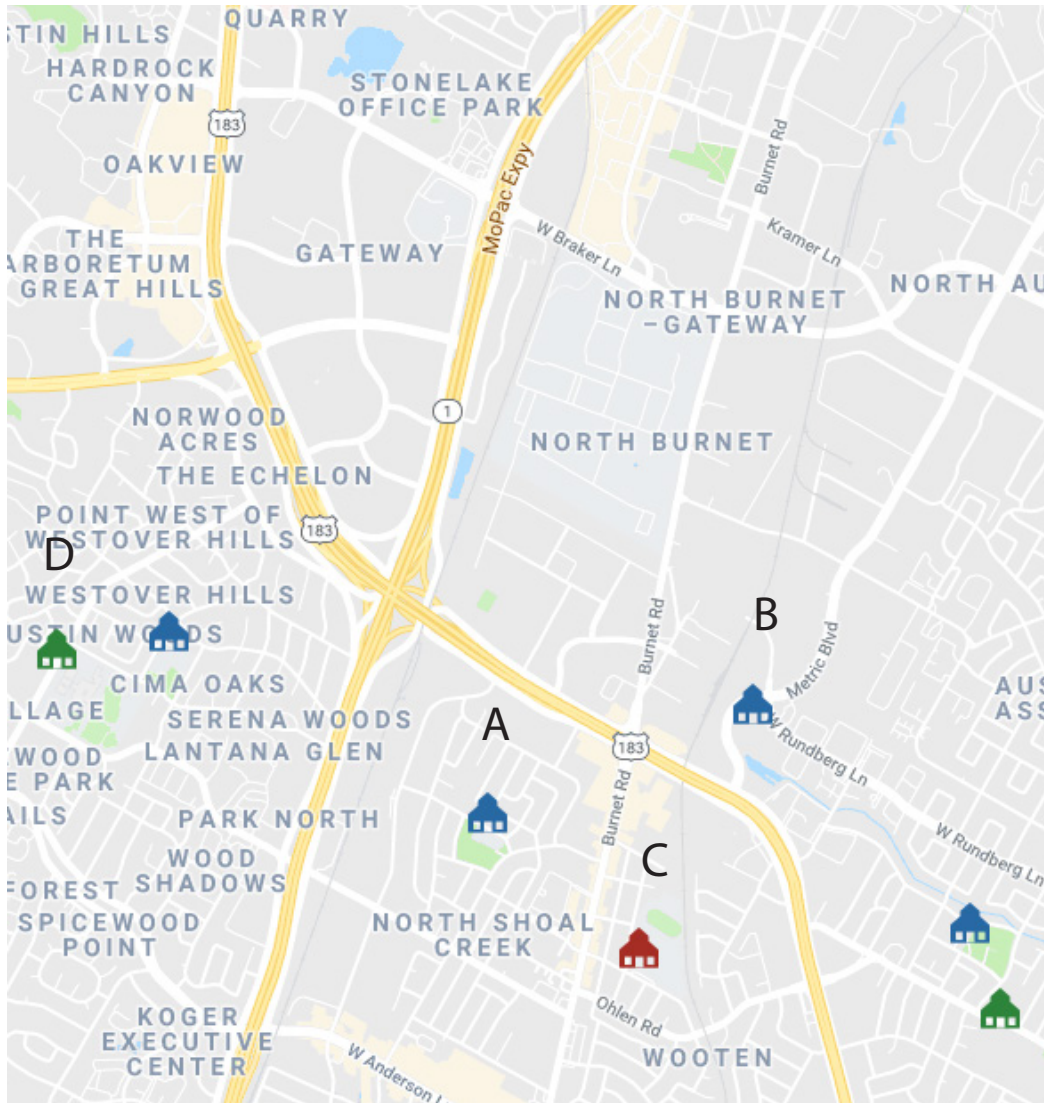 QUARRY
STIN HILLS
HARDROCK
CANYON
STONELAKE
OFFICE PARK
183
OAKVIEW
Burnet Rd
MoPac Expy
THE
ARBORETUM
GREAT HILLS
GATEWAY
W Braker Ln
Kramer Ln
NORTH AU
NORTH BURNET
–GATEWAY
1
NORWOOD
ACRES
NORTH BURNET
THE ECHELON
POINT WEST OF
WESTOVER HILLS
183
D
WESTOVER HILLS
USTIN WOODS
B
Burnet Rd
Metric Blvd
CIMA OAKS
LLAGE
SERENA WOODS
LANTANA GLEN
A
AUS
ASS
183
W Rundberg Ln
EWOOD
E PARK
AILS
PARK NORTH
Burnet Rd
WOOD
SHADOWS
C
W Rundberg Ln
FOREST
SPICEWOOD
POINT
NORTH SHOAL
CREEK
KOGER
EXECUTIVE
CENTER
Ohlen Rd
W Anderson L
WOOTEN